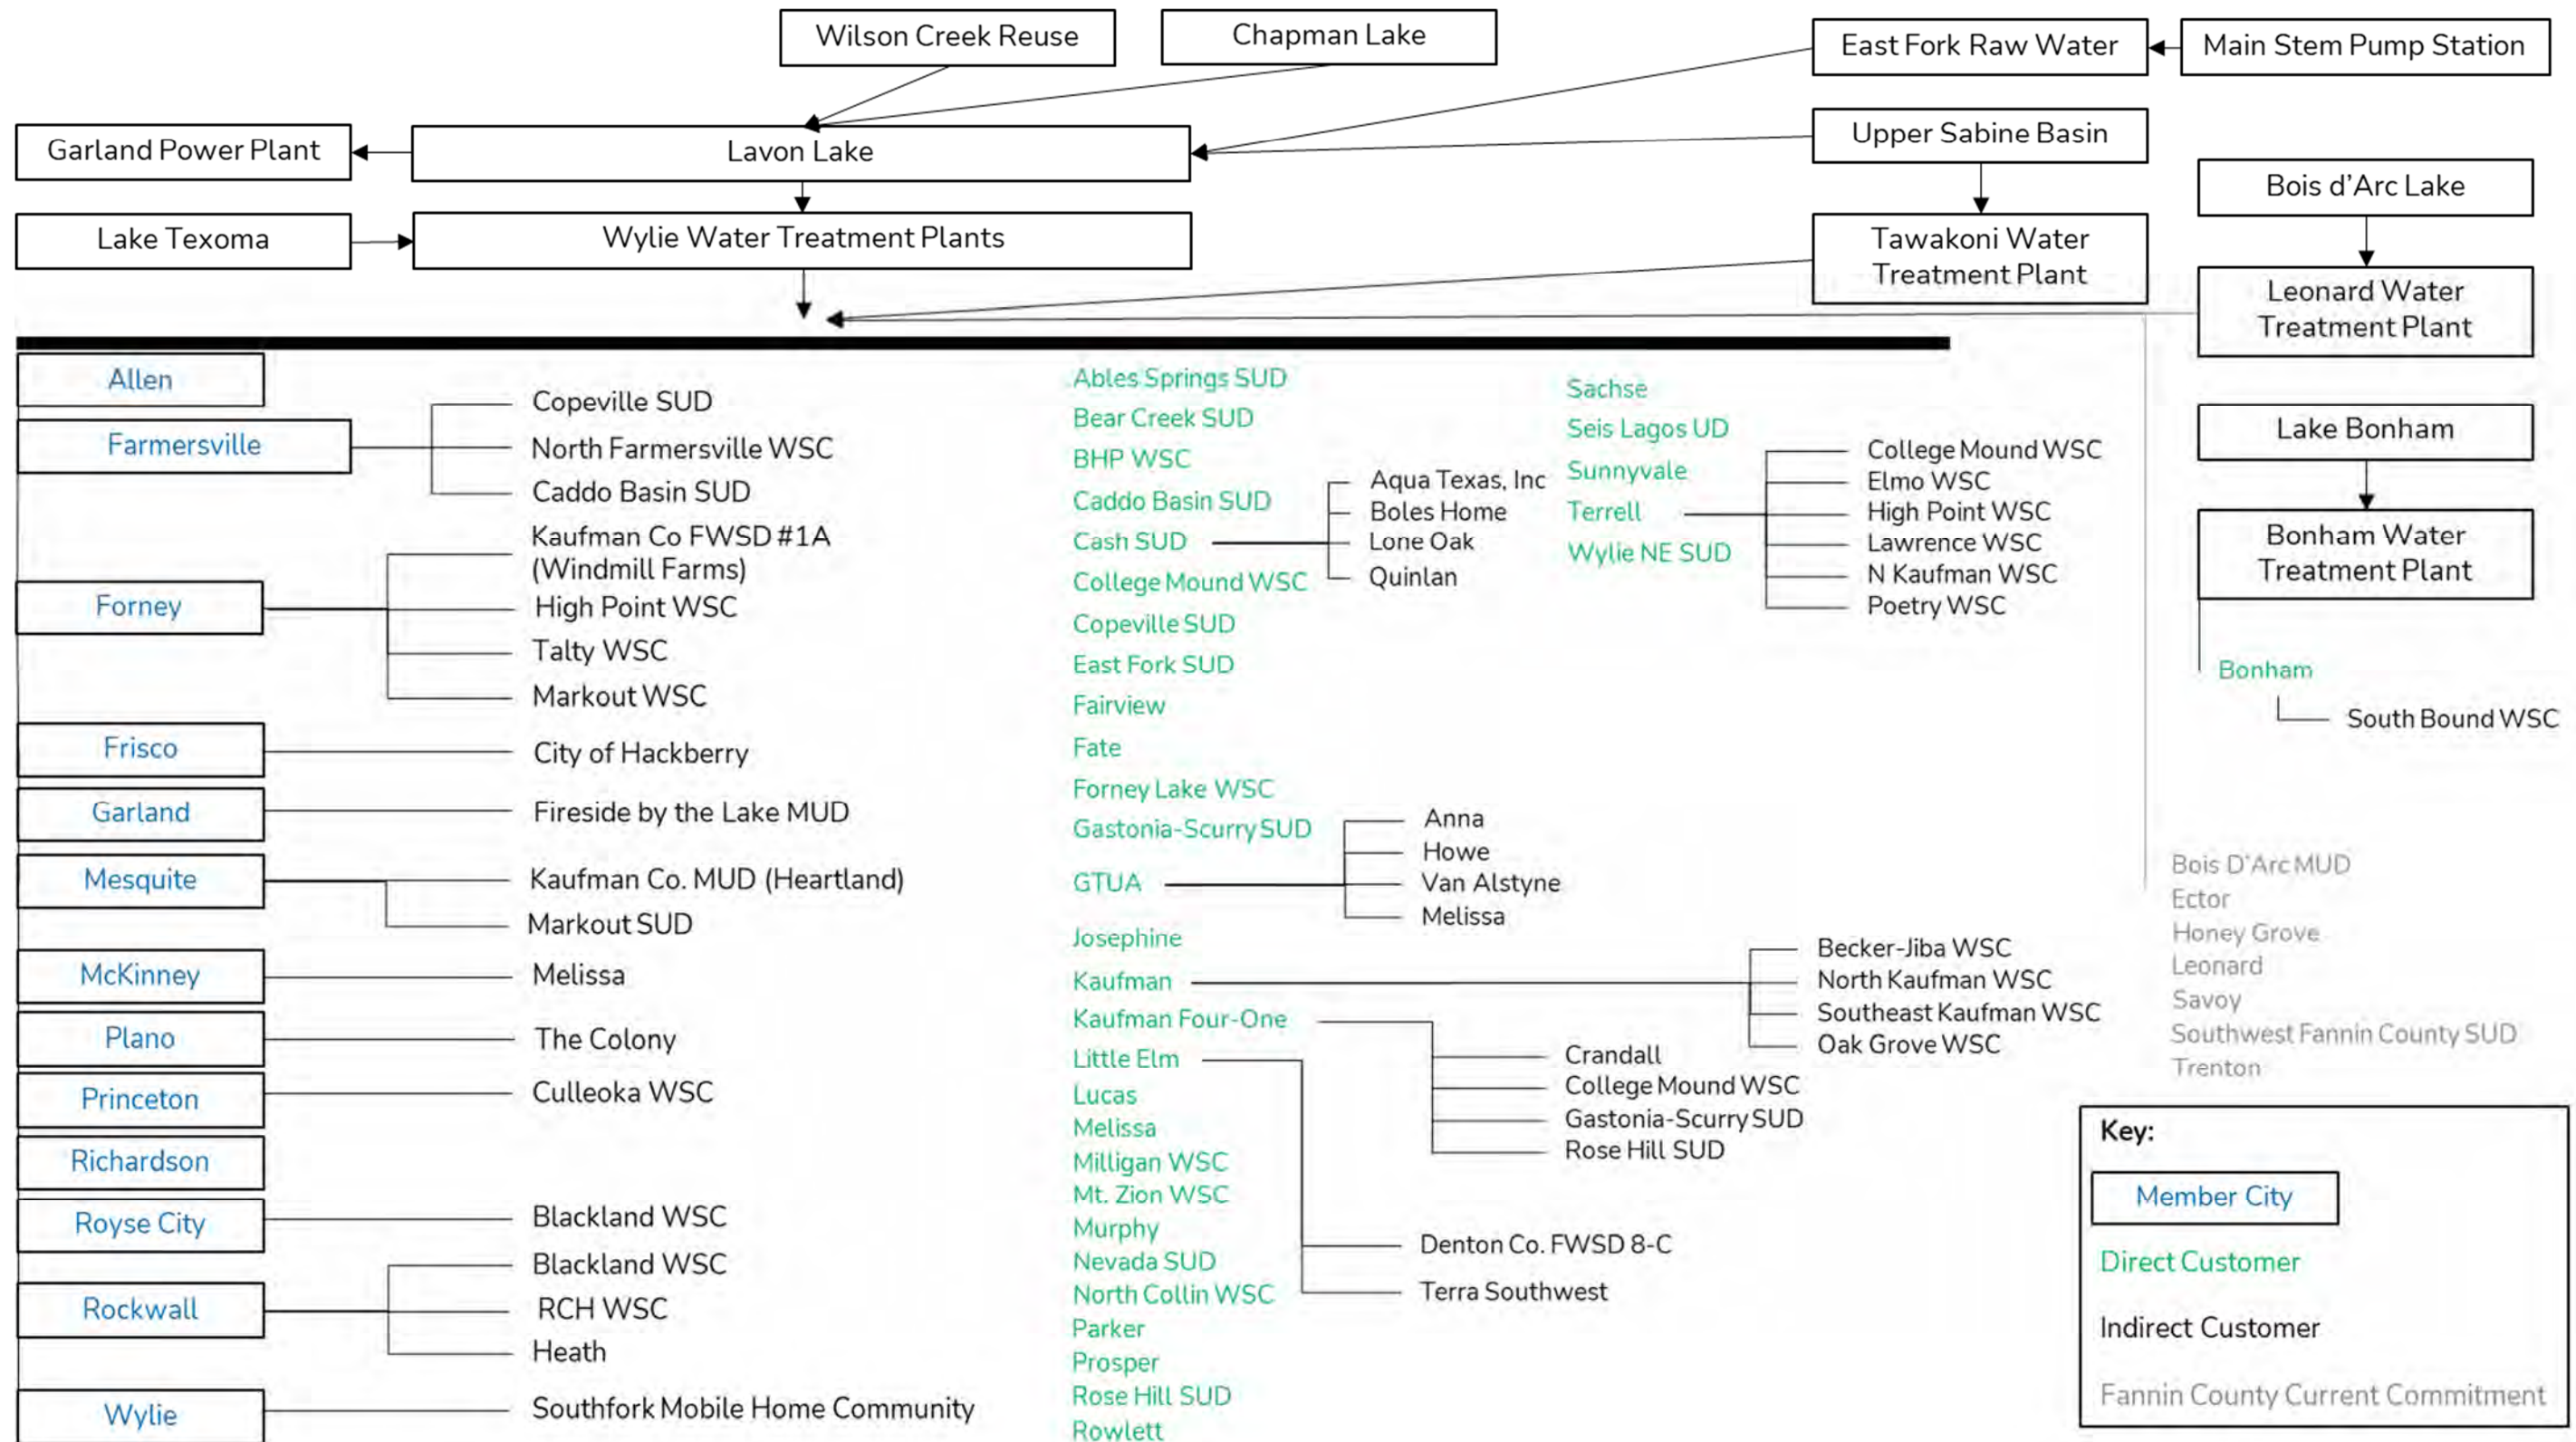 Wilson Creek Reuse
Chapman Lake
East Fork Raw Water
Main Stem Pump Station
Garland Power Plant
Lavon Lake
Upper Sabine Basin
Bois d'Arc Lake
Lake Texoma
Wylie Water Treatment Plants
Tawakoni Water
Treatment Plant
Leonard Water
Treatment Plant
Lake Bonham
Bonham Water
Treatment Plant
Bonham
South Bound WSC
Allen
Farmersville
Copeville SUD
North Farmersville WSC
Caddo Basin SUD
Forney
Kaufman Co FWSD #1A
(Windmill Farms)
High Point WSC
Talty WSC
Markout WSC
Frisco
City of Hackberry
Garland
Fireside by the Lake MUD
Mesquite
Kaufman Co. MUD (Heartland)
Markout SUD
McKinney
Melissa
Plano
The Colony
Princeton
Culleoka WSC
Richardson
Royse City
Blackland WSC
Rockwall
Blackland WSC
RCH WSC
Heath
Wylie
Southfork Mobile Home Community
Ables Springs SUD
Bear Creek SUD
BHP WSC
Caddo Basin SUD
Cash SUD
Aqua Texas, Inc
Boles Home
Lone Oak
Quinlan
College Mound WSC
Copeville SUD
East Fork SUD
Fairview
Fate
Forney Lake WSC
Gastonia-Scurry SUD
GTUA
Anna
Howe
Van Alstyne
Melissa
Josephine
Kaufman
Becker-Jiba WSC
North Kaufman WSC
Southeast Kaufman WSC
Oak Grove WSC
Kaufman Four-One
Crandall
College Mound WSC
Gastonia-Scurry SUD
Rose Hill SUD
Little Elm
Denton Co. FWSD 8-C
Terra Southwest
Lucas
Melissa
Milligan WSC
Mt. Zion WSC
Murphy
Nevada SUD
North Collin WSC
Parker
Prosper
Rose Hill SUD
Rowlett
Sachse
Seis Lagos UD
Sunnyvale
Terrell
Wylie NE SUD
College Mound WSC
Elmo WSC
High Point WSC
Lawrence WSC
N Kaufman WSC
Poetry WSC
Bois D'Arc MUD
Ector
Honey Grove
Leonard
Savoy
Southwest Fannin County SUD
Trenton
Key:
Member City
Direct Customer
Indirect Customer
Fannin County Current Commitment